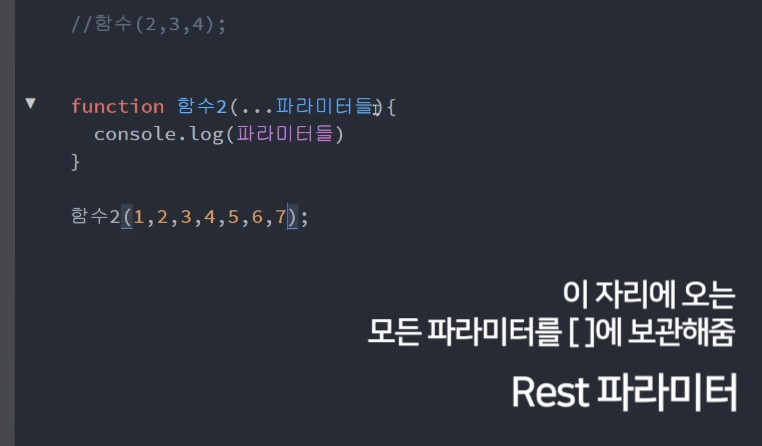 //함수(2,3,4);
function 함수2(...파라미터들){
console.log(파라미터들)
}
함수2(1,2,3,4,5,6,7);
이 자리에 오는
모든 파라미터를 [ ]에 보관해줌
Rest 파라미터